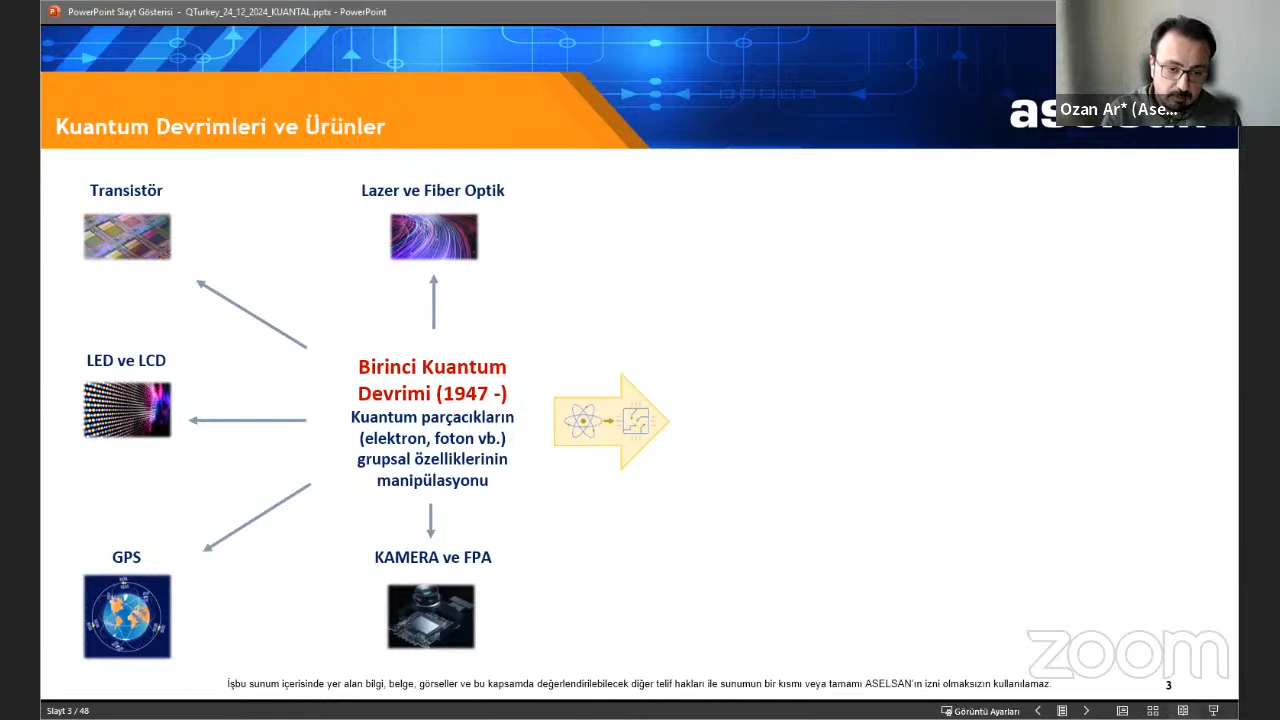 PowerPoint Slayt Gösterisi - QTurkey_24_12_2024_KUANTAL.pptx - PowerPoint
aselsan
Ozan Ar* (Ase...
Kuantum Devrimleri ve Ürünler
Transistör
Lazer ve Fiber Optik
LED ve LCD
Birinci Kuantum
Devrimi (1947 -)
Kuantum parçacıkların
(elektron, foton vb.)
grupsal özelliklerinin
manipülasyonu
GPS
KAMERA ve FPA
zoom
İşbu sunum içerisinde yer alan bilgi, belge, görseller ve bu kapsamda değerlendirilebilecek diğer telif hakları ile sunumun bir kısmı veya tamamı ASELSAN'ın izni olmaksızın kullanılamaz.
3
Slayt 3 / 48
Görüntü Ayarları